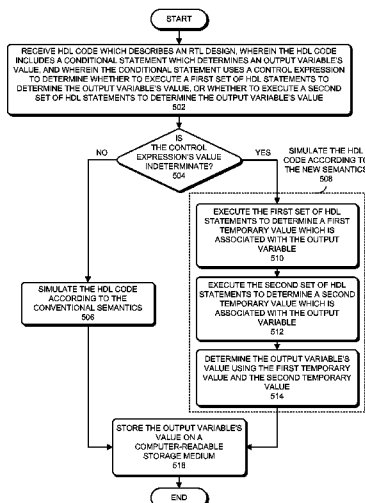 START
RECEIVE HDL CODE WHICH DESCRIBES AN RTL DESIGN, WHEREIN THE HDL CODE
INCLUDES A CONDITIONAL STATEMENT WHICH DETERMINES AN OUTPUT VARIABLE'S
VALUE, AND WHEREIN THE CONDITIONAL STATEMENT USES A CONTROL EXPRESSION
TO DETERMINE WHETHER TO EXECUTE A FIRST SET OF HDL STATEMENTS TO
DETERMINE THE OUTPUT VARIABLE'S VALUE, OR WHETHER TO EXECUTE A SECOND
SET OF HDL STATEMENTS TO DETERMINE THE OUTPUT VARIABLE'S VALUE
502
IS
THE CONTROL
EXPRESSION'S VALUE
INDETERMINATE?
504
NO
YES
SIMULATE THE HDL
CODE ACCORDING TO
THE NEW SEMANTICS
508
EXECUTE THE FIRST SET OF HDL
STATEMENTS TO DETERMINE A FIRST
TEMPORARY VALUE WHICH IS
ASSOCIATED WITH THE OUTPUT
VARIABLE
510
EXECUTE THE SECOND SET OF HDL
STATEMENTS TO DETERMINE A SECOND
TEMPORARY VALUE WHICH IS
ASSOCIATED WITH THE OUTPUT
VARIABLE
512
SIMULATE THE HDL CODE
ACCORDING TO THE
CONVENTIONAL SEMANTICS
506
DETERMINE THE OUTPUT VARIABLE'S
VALUE USING THE FIRST TEMPORARY
VALUE AND THE SECOND TEMPORARY
VALUE
514
STORE THE OUTPUT VARIABLE'S
VALUE ON A
COMPUTER-READABLE
STORAGE MEDIUM
516
END